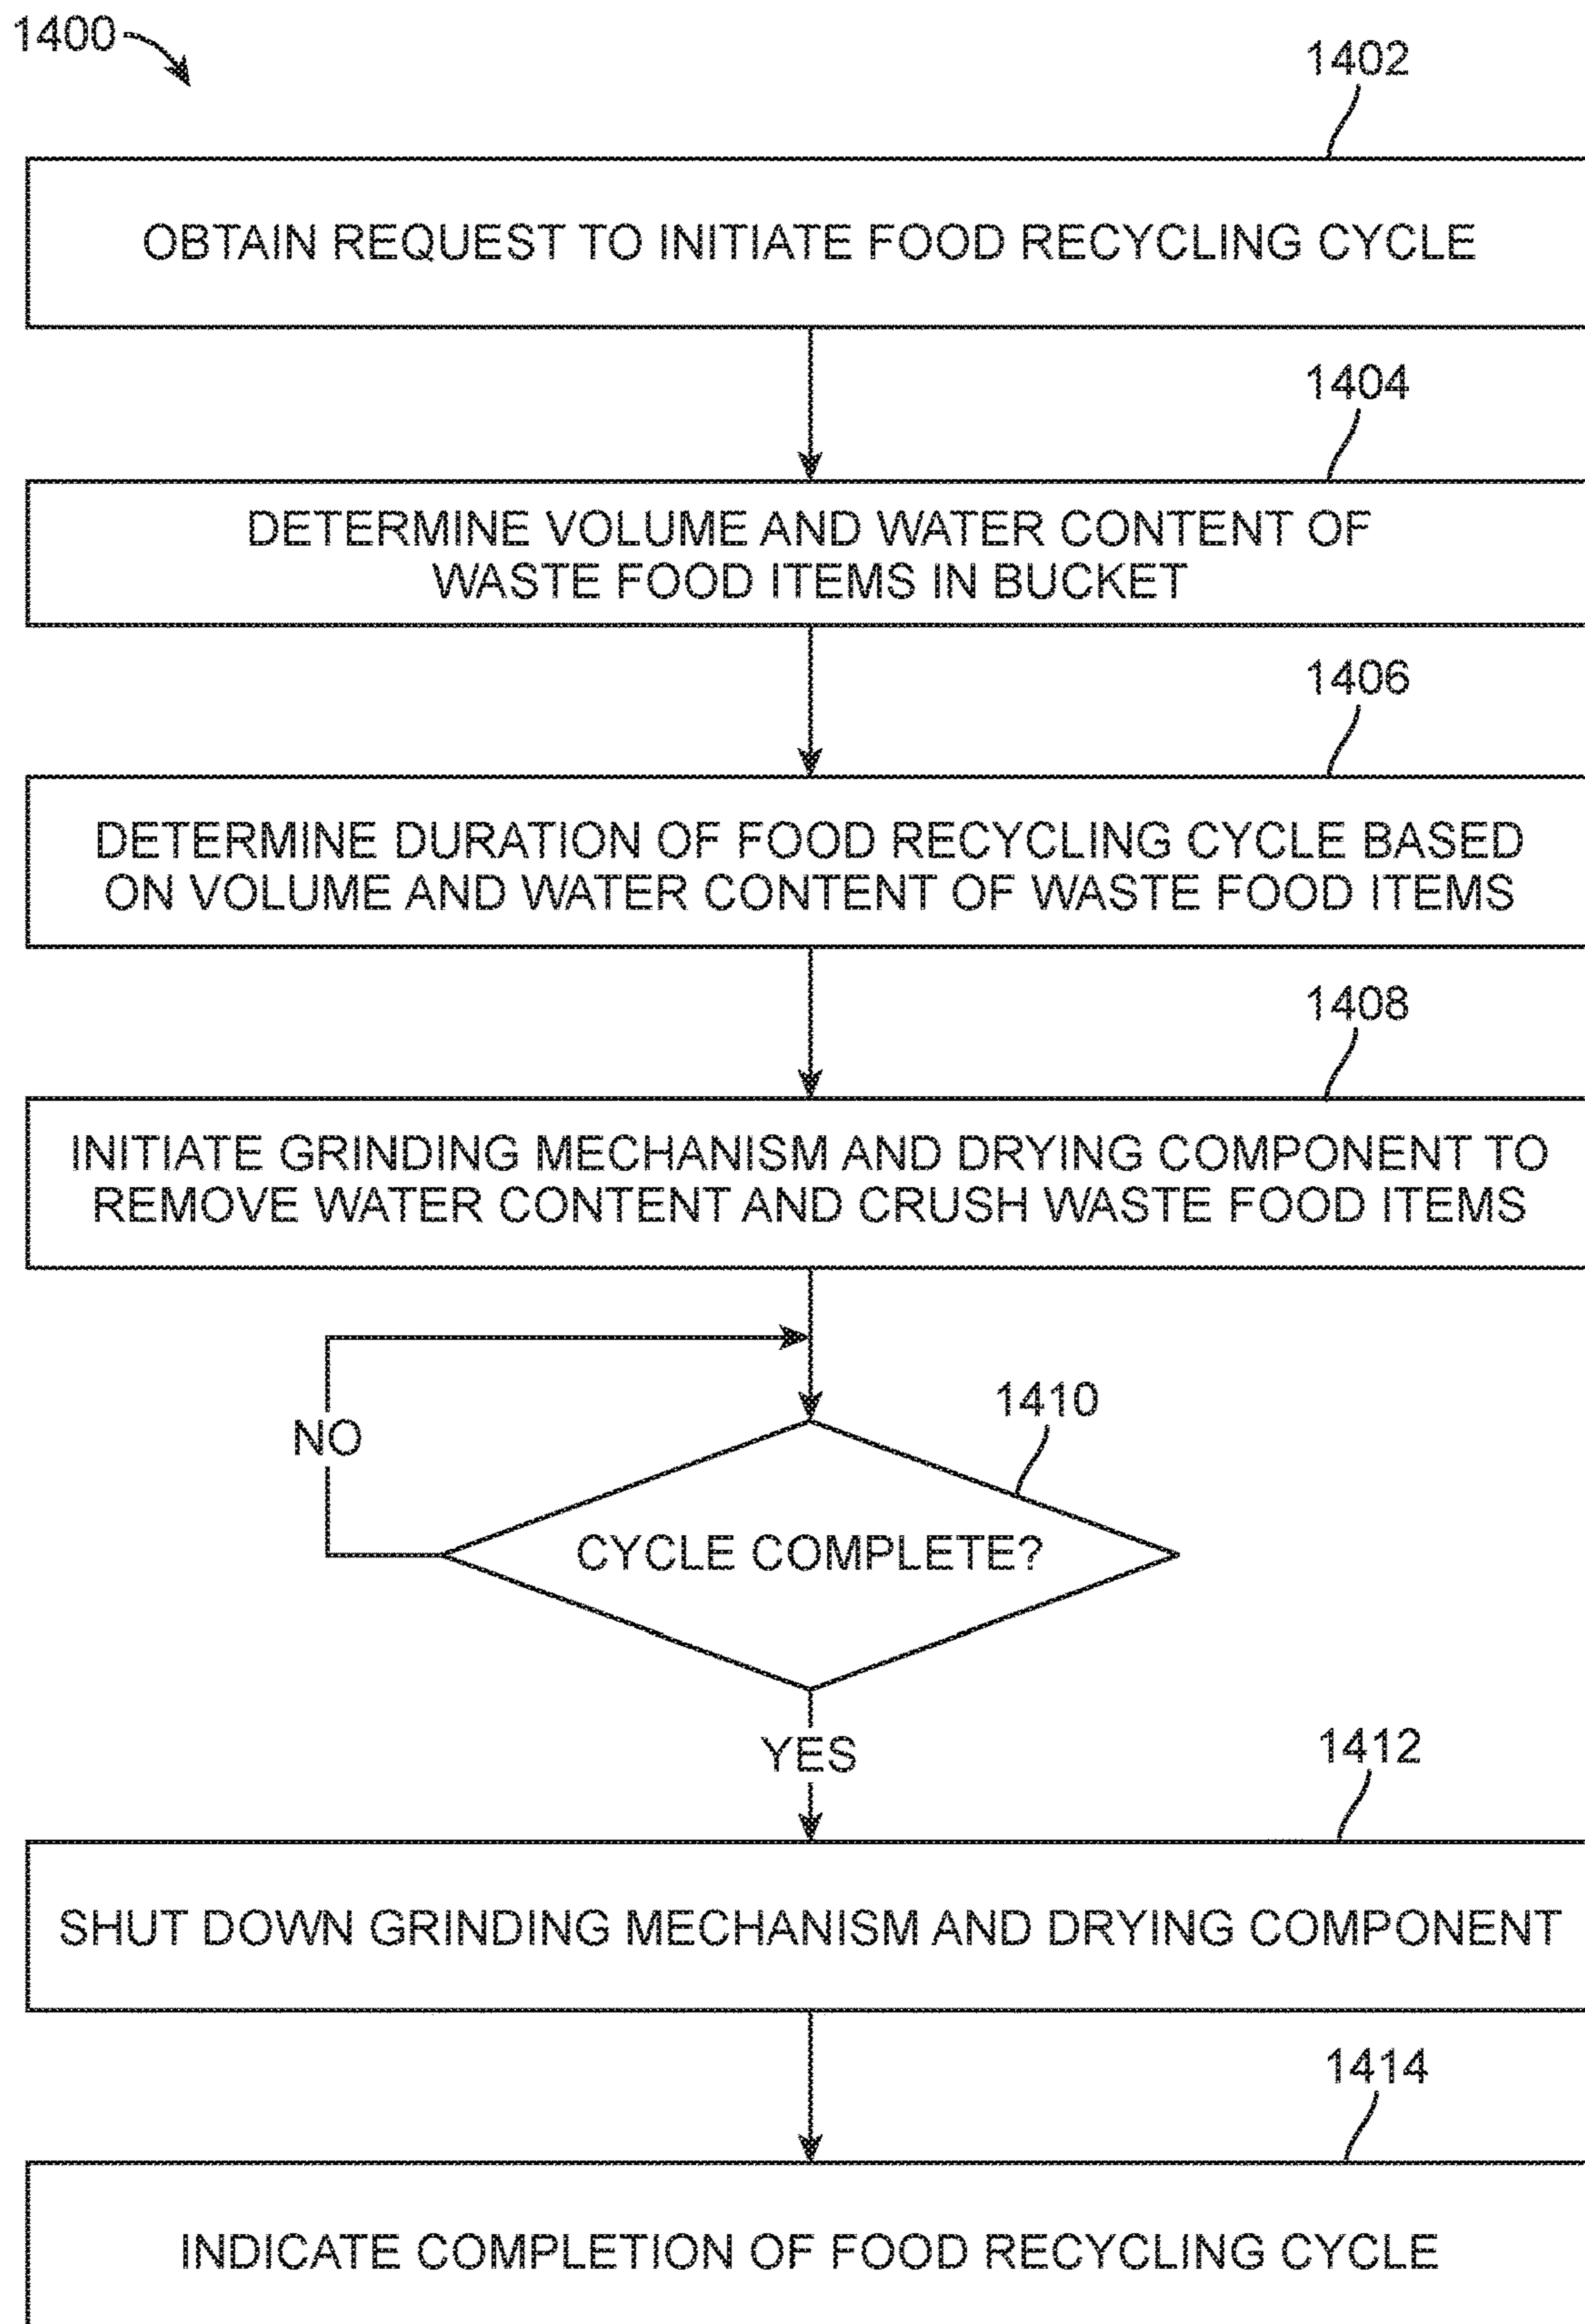 1400
1402
OBTAIN REQUEST TO INITIATE FOOD RECYCLING CYCLE
1404
DETERMINE VOLUME AND WATER CONTENT OF
WASTE FOOD ITEMS IN BUCKET
1406
DETERMINE DURATION OF FOOD RECYCLING CYCLE BASED
ON VOLUME AND WATER CONTENT OF WASTE FOOD ITEMS
1408
INITIATE GRINDING MECHANISM AND DRYING COMPONENT TO
REMOVE WATER CONTENT AND CRUSH WASTE FOOD ITEMS
1410
NO
CYCLE COMPLETE?
YES
1412
SHUT DOWN GRINDING MECHANISM AND DRYING COMPONENT
1414
INDICATE COMPLETION OF FOOD RECYCLING CYCLE